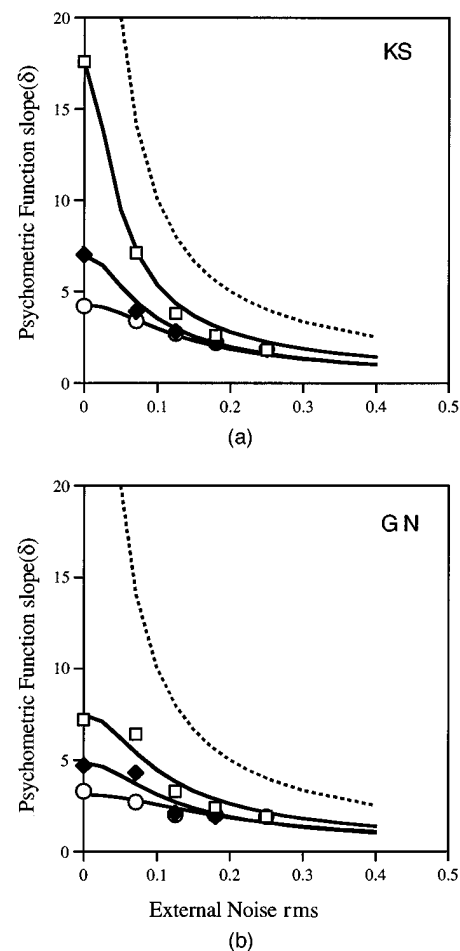 20
15
10
5
0
Psychometric Function slope(δ)
KS
0 0.1 0.2 0.3 0.4 0.5
(a)
20
15
10
5
0
Psychometric Function slope(δ)
GN
0 0.1 0.2 0.3 0.4 0.5
External Noise rms
(b)